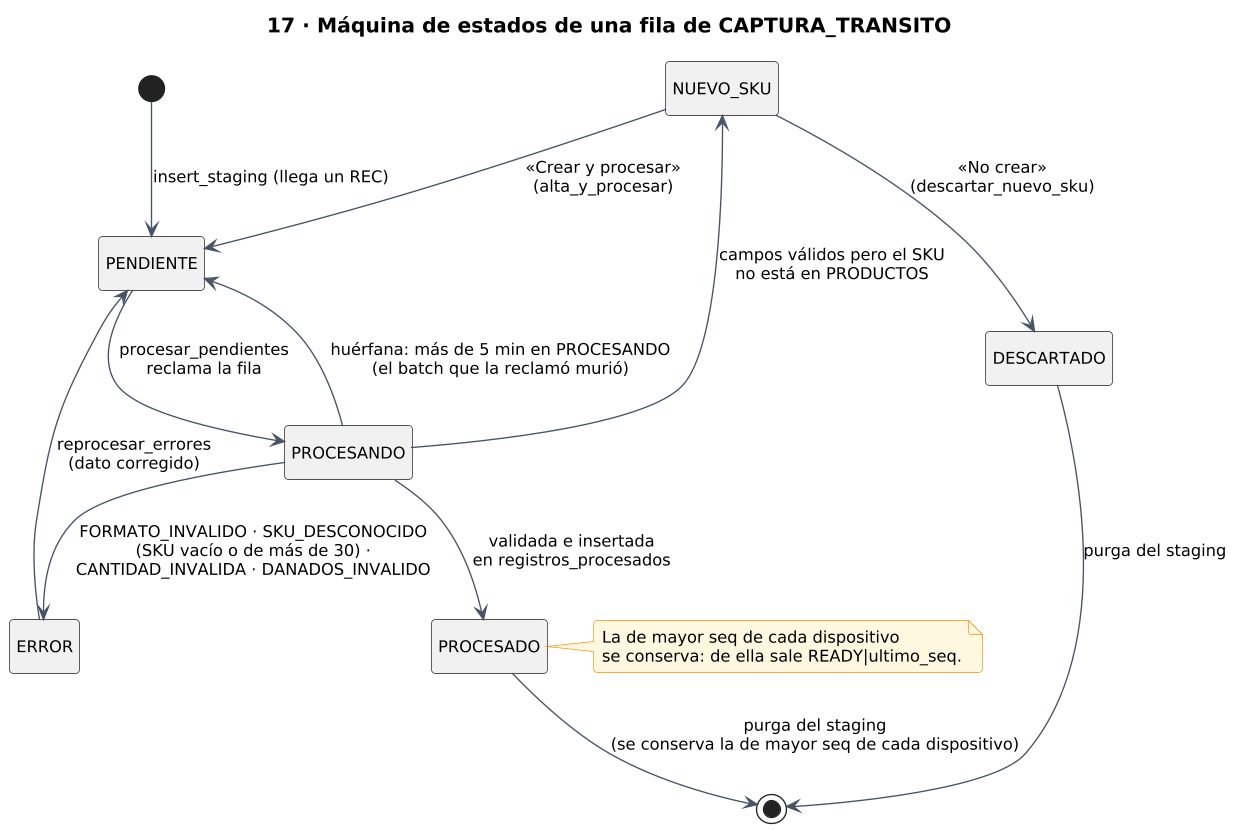 17 · Máquina de estados de una fila de CAPTURA_TRANSITO
NUEVO_SKU
«Crear y procesar»
(alta_y_procesar)
«No crear»
(descartar_nuevo_sku)
insert_staging (llega un REC)
PENDIENTE
campos válidos pero el SKU
no está en PRODUCTOS
procesar_pendientes
reclama la fila
huérfana: más de 5 min en PROCESANDO
(el batch que la reclamó murió)
DESCARTADO
reprocesar_errores
(dato corregido)
PROCESANDO
FORMATO_INVALIDO · SKU_DESCONOCIDO
(SKU vacío o de más de 30) ·
CANTIDAD_INVALIDA · DANADOS_INVALIDO
validada e insertada
en registros_procesados
purga del staging
ERROR
PROCESADO
La de mayor seq de cada dispositivo
se conserva: de ella sale READY|ultimo_seq.
purga del staging
(se conserva la de mayor seq de cada dispositivo)